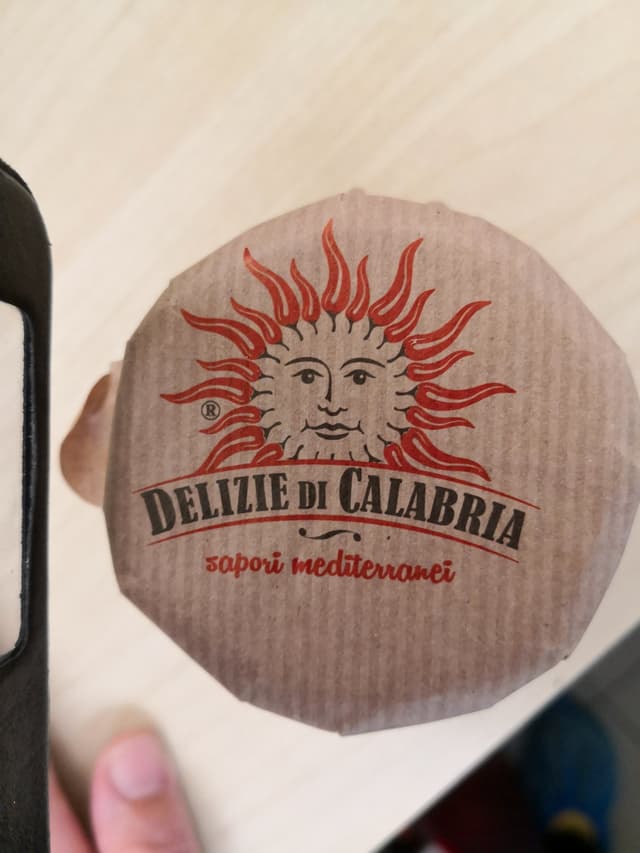 ®
DELIZIE DI CALABRIA
sapori mediterranei